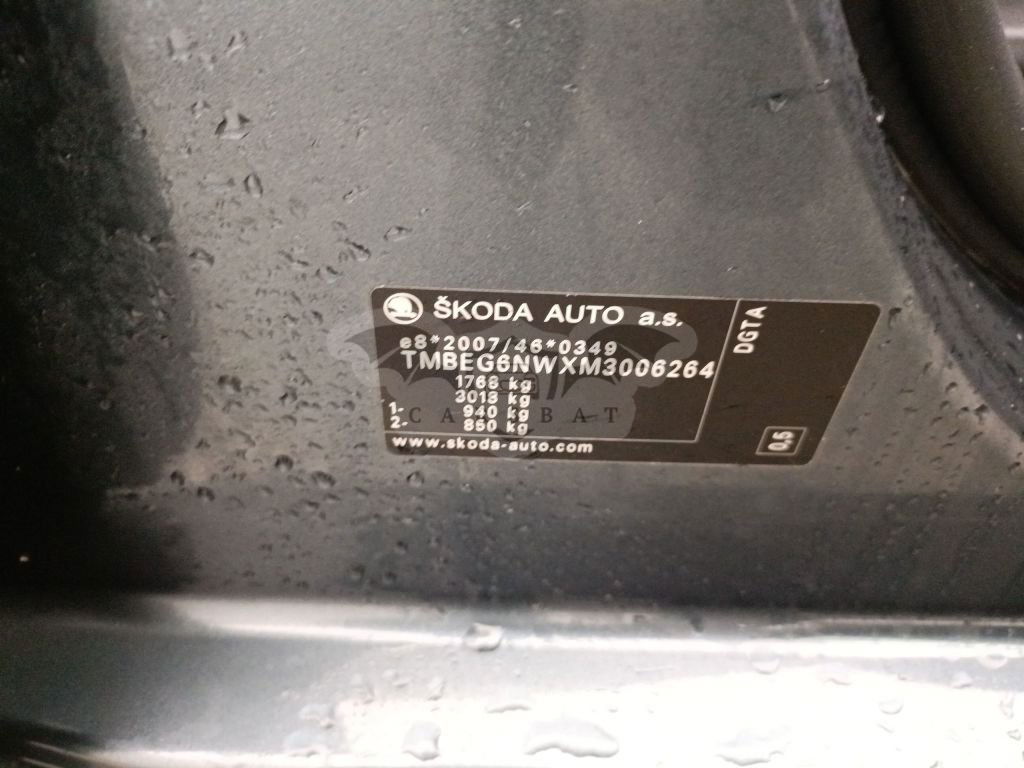 ŠKODA AUTO a.s.
e8*2007/46*0349
TMBEG6NWXM3006264
1768 kg
3013 kg
1- 940 kg
2- 850 kg
www.skoda-auto.com
DGTA
0,5
CARBAT